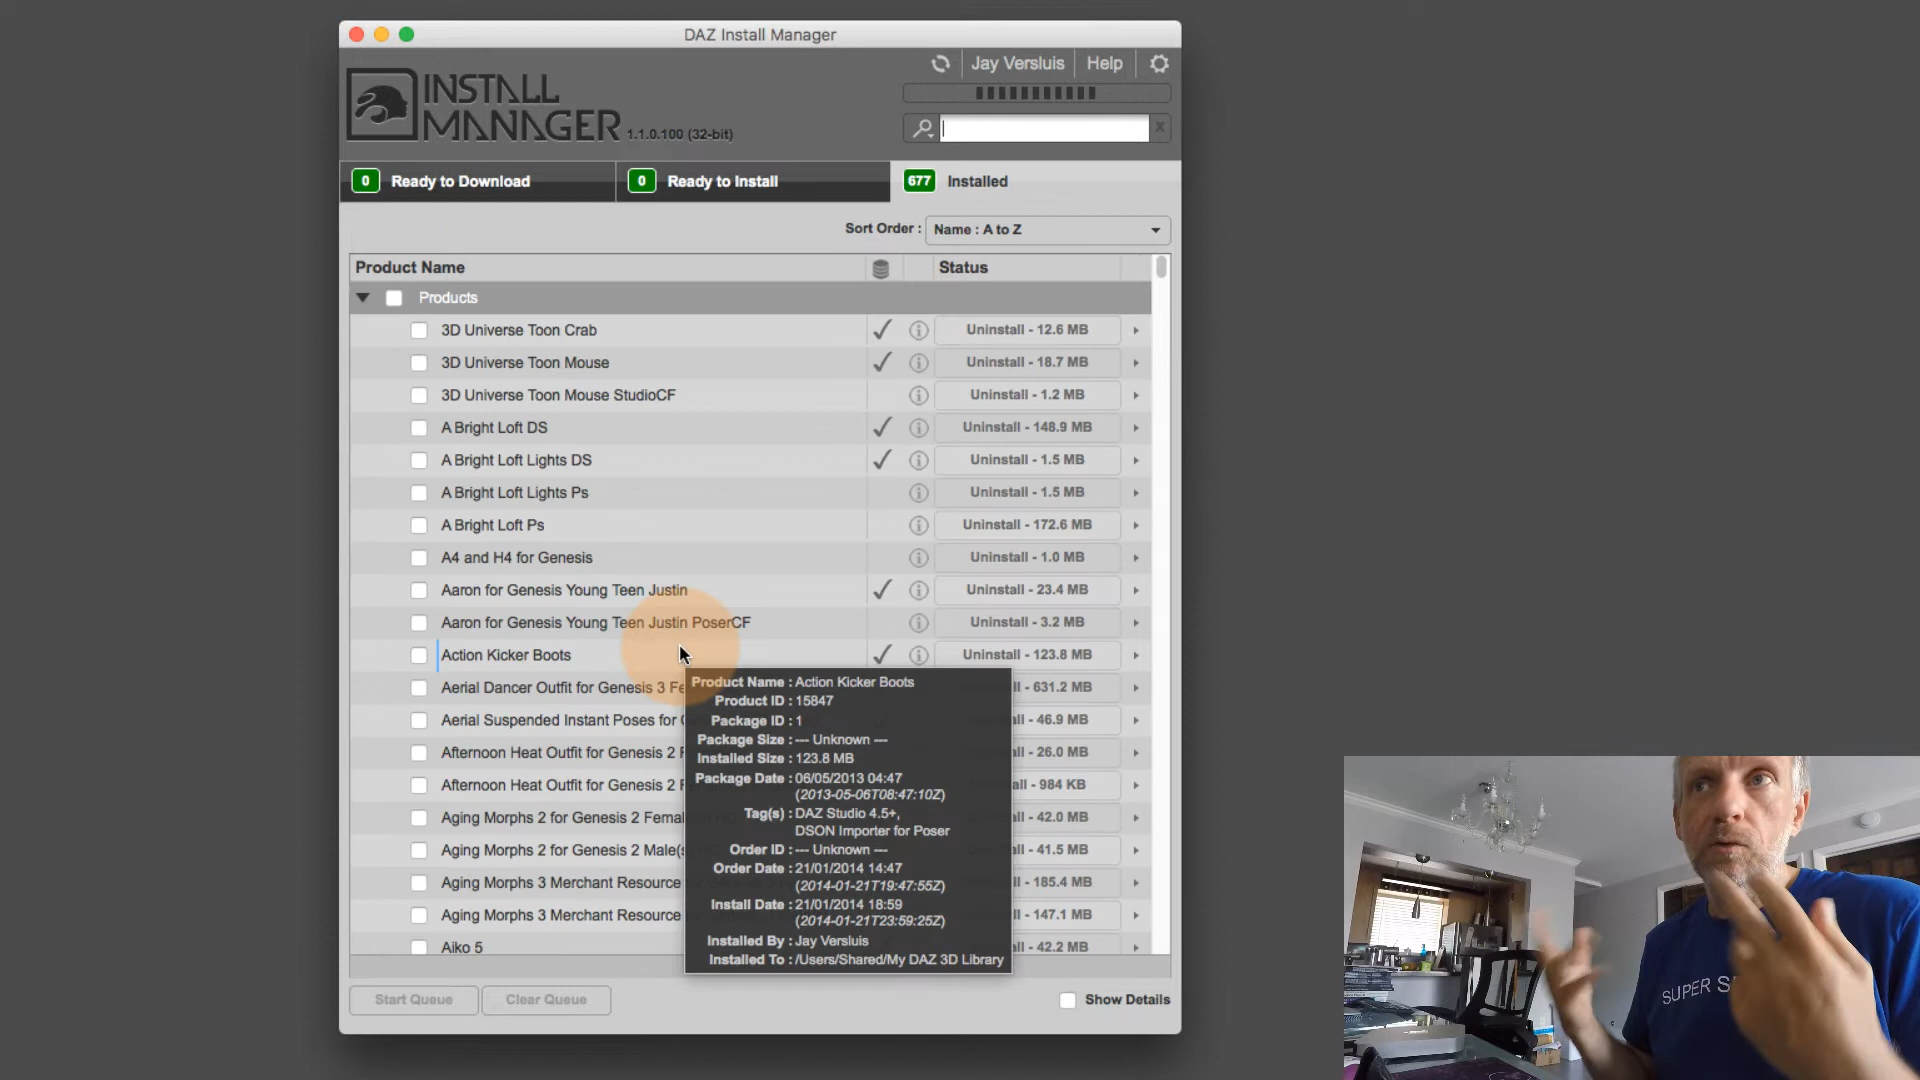 DAZ Install Manager
INSTALL
MANAGER 1.1.0.100 (32-bit)
Jay Versluis
Help
x
0 Ready to Download
0 Ready to Install
677 Installed
Sort Order : Name : A to Z
Product Name
Status
Products
3D Universe Toon Crab Uninstall - 12.6 MB
3D Universe Toon Mouse Uninstall - 18.7 MB
3D Universe Toon Mouse StudioCF Uninstall - 1.2 MB
A Bright Loft DS Uninstall - 148.9 MB
A Bright Loft Lights DS Uninstall - 1.5 MB
A Bright Loft Lights Ps Uninstall - 1.5 MB
A Bright Loft Ps Uninstall - 172.6 MB
A4 and H4 for Genesis Uninstall - 1.0 MB
Aaron for Genesis Young Teen Justin Uninstall - 23.4 MB
Aaron for Genesis Young Teen Justin PoserCF Uninstall - 3.2 MB
Action Kicker Boots Uninstall - 123.8 MB
Aerial Dancer Outfit for Genesis 3 Fe ll - 631.2 MB
Aerial Suspended Instant Poses for all - 46.9 MB
Afternoon Heat Outfit for Genesis 2 F all - 26.0 MB
Afternoon Heat Outfit for Genesis 2 F all - 984 KB
Aging Morphs 2 for Genesis 2 Fema all - 42.0 MB
Aging Morphs 2 for Genesis 2 Male(s all - 41.5 MB
Aging Morphs 3 Merchant Resource all - 185.4 MB
Aging Morphs 3 Merchant Resource all - 147.1 MB
Aiko 5 all - 42.2 MB
Product Name : Action Kicker Boots
Product ID : 15847
Package ID : 1
Package Size : --- Unknown ---
Installed Size : 123.8 MB
Package Date : 06/05/2013 04:47
(2013-05-06T08:47:10Z)
Tag(s) : DAZ Studio 4.5+,
DSON Importer for Poser
Order ID : --- Unknown ---
Order Date : 21/01/2014 14:47
(2014-01-21T19:47:55Z)
Install Date : 21/01/2014 18:59
(2014-01-21T23:59:25Z)
Installed By : Jay Versluis
Installed To : /Users/Shared/My DAZ 3D Library
Start Queue
Clear Queue
Show Details
SUPER S